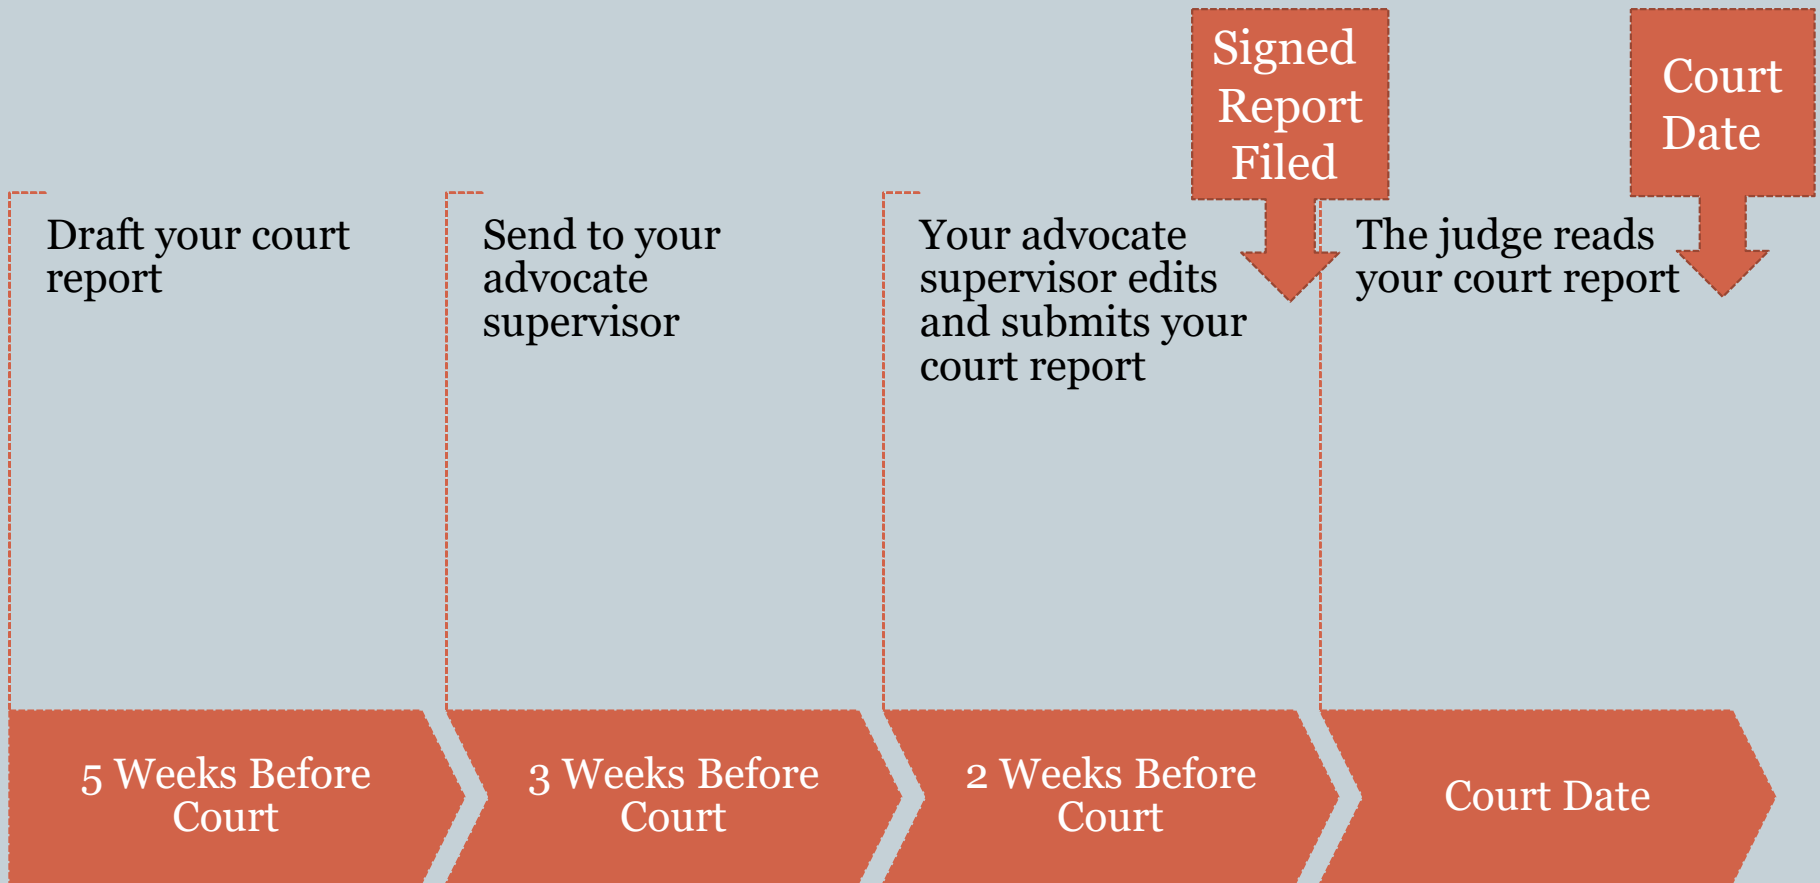 Signed
Report
Filed
Court
Date
Draft your court
report
Send to your
advocate
supervisor
Your advocate
supervisor edits
and submits your
court report
The judge reads
your court report
5 Weeks Before
Court
3 Weeks Before
Court
2 Weeks Before
Court
Court Date